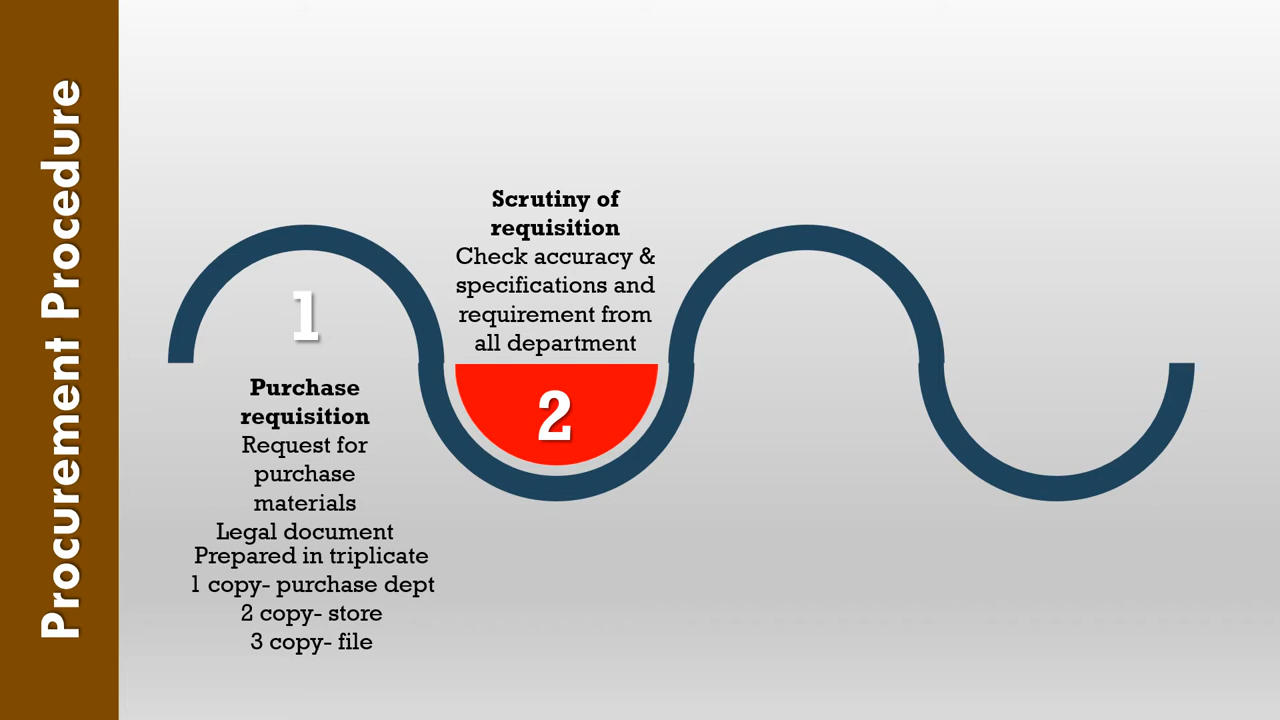 Procurement Procedure
1
Purchase
requisition
Request for
purchase
materials
Legal document
Prepared in triplicate
1 copy- purchase dept
2 copy- store
3 copy- file
Scrutiny of
requisition
Check accuracy &
specifications and
requirement from
all department
2